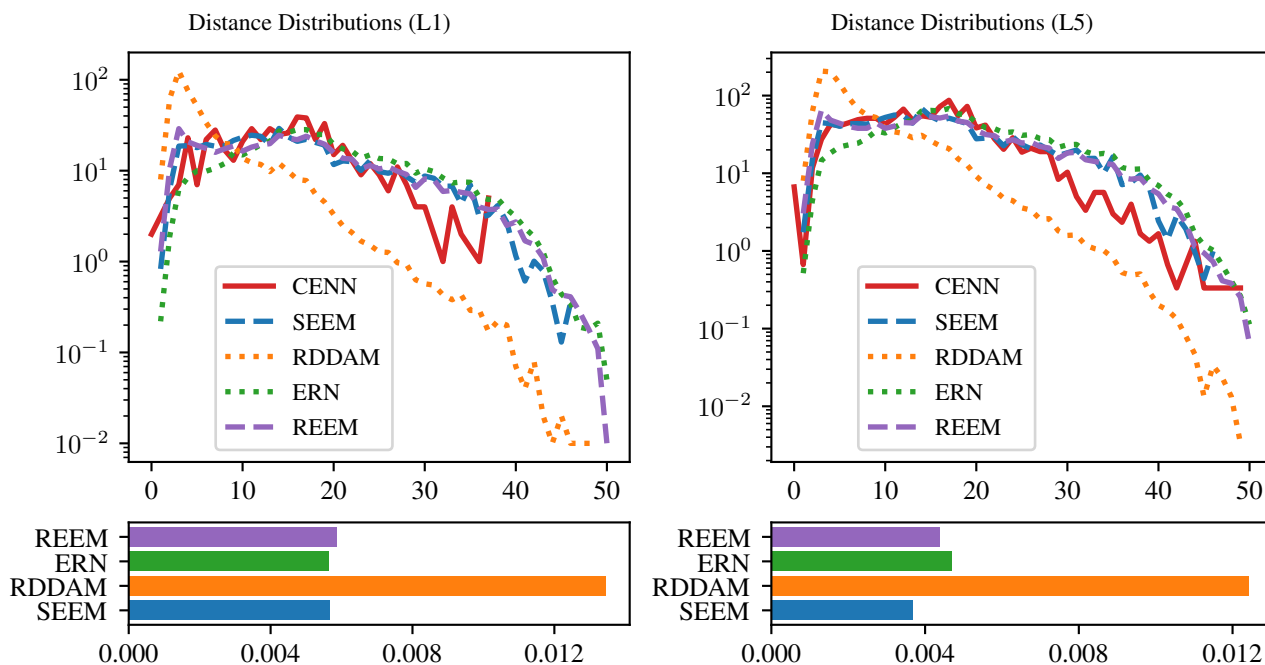 Distance Distributions (L1)
10^2
10^1
10^0
10^−1
10^−2
CENN
SEEM
RDDAM
ERN
REEM
0 10 20 30 40 50
REEM
ERN
RDDAM
SEEM
0.000 0.004 0.008 0.012
Distance Distributions (L5)
10^2
10^1
10^0
10^−1
10^−2
CENN
SEEM
RDDAM
ERN
REEM
0 10 20 30 40 50
REEM
ERN
RDDAM
SEEM
0.000 0.004 0.008 0.012